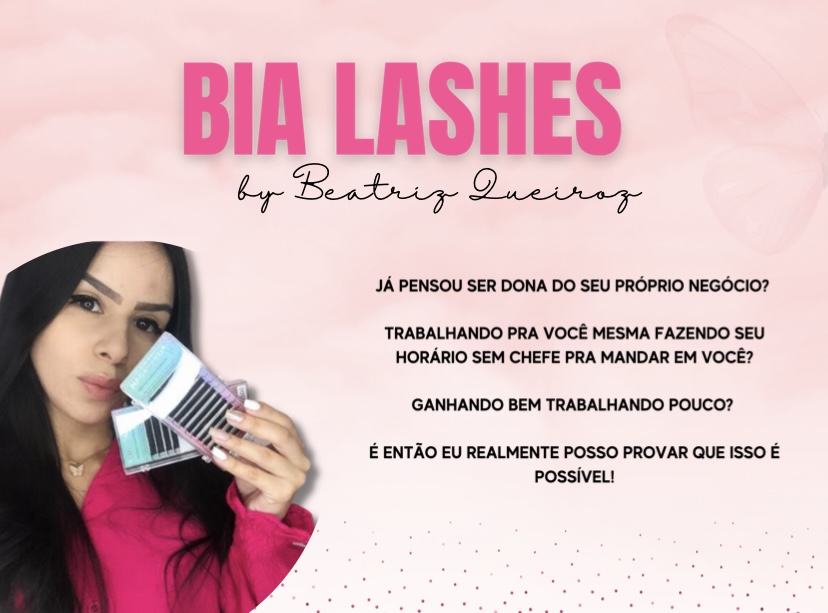 BIA LASHES
by Beatriz Queiroz
JÁ PENSOU SER DONA DO SEU PRÓPRIO NEGÓCIO?
TRABALHANDO PRA VOCÊ MESMA FAZENDO SEU
HORÁRIO SEM CHEFE PRA MANDAR EM VOCÊ?
GANHANDO BEM TRABALHANDO POUCO?
É ENTÃO EU REALMENTE POSSO PROVAR QUE ISSO É
POSSÍVEL!